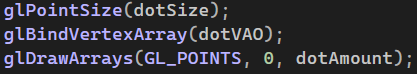 glPointSize(dotSize);
glBindVertexArray(dotVAO);
glDrawArrays(GL_POINTS, 0, dotAmount);